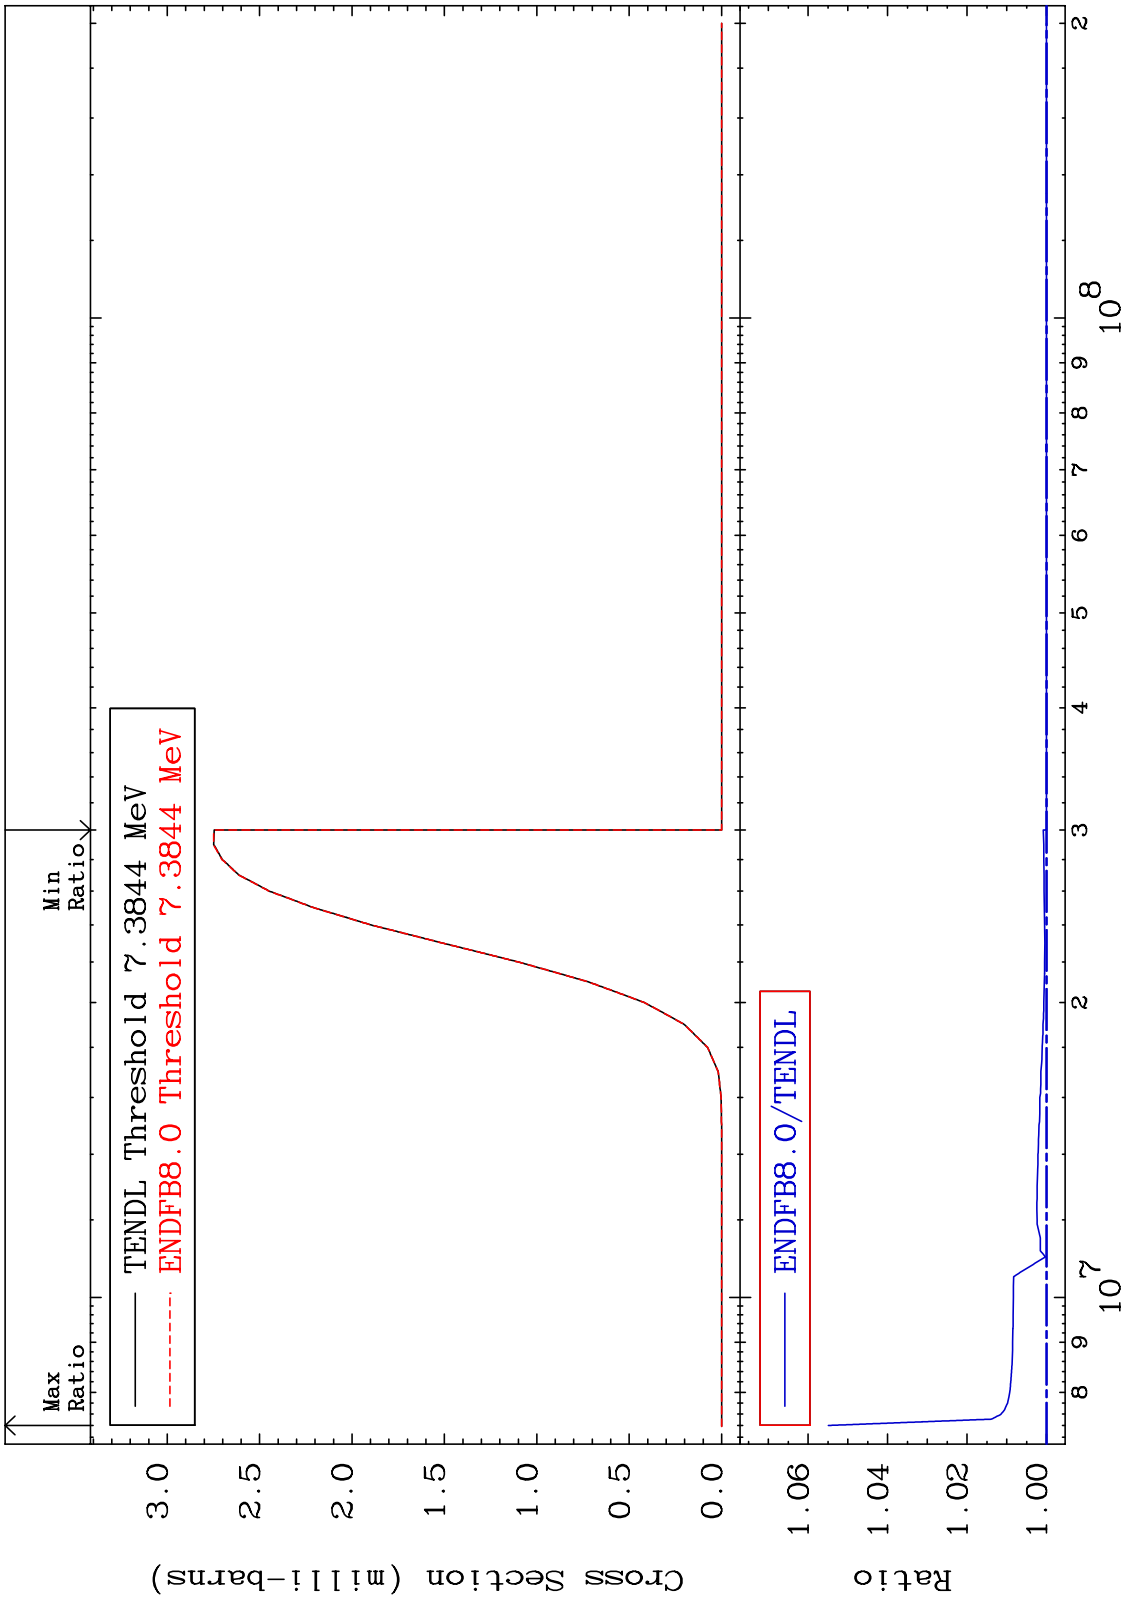 Max
Ratio
Min
Ratio
TENDL Threshold 7.3844 MeV
ENDFB8.0 Threshold 7.3844 MeV
Cross Section (milli-barns)
3.0
2.5
2.0
1.5
1.0
0.5
0.0
ENDFB8.0/TENDL
Ratio
1.06
1.04
1.02
1.00
8 9 10^7 2 3 4 5 6 7 8 9 10^8 2